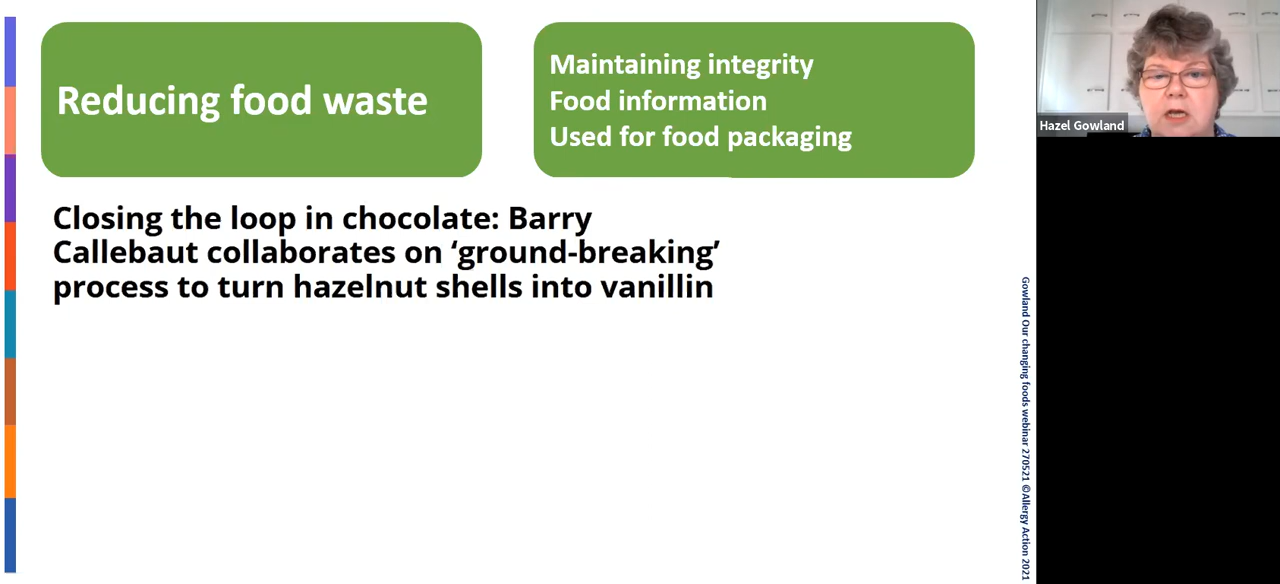 Reducing food waste
Maintaining integrity
Food information
Used for food packaging
Closing the loop in chocolate: Barry
Callebaut collaborates on ‘ground-breaking’
process to turn hazelnut shells into vanillin
Hazel Gowland
Gowland Our changing foods webinar 270521 ©Allergy Action 2021